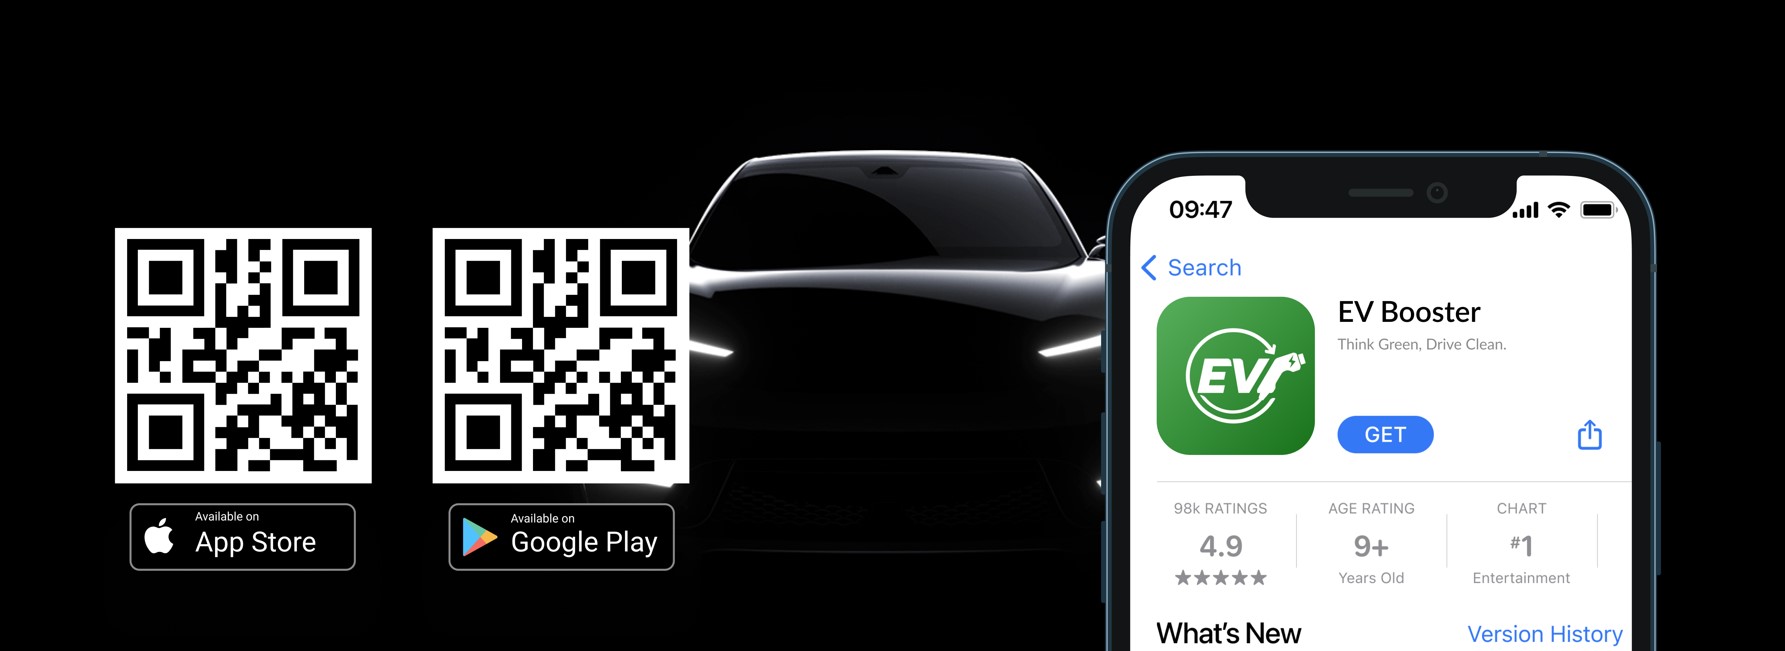 Available on
App Store
Available on
Google Play
09:47
Search
EV Booster
Think Green, Drive Clean.
EV
GET
98k RATINGS
4.9
★★★★★
AGE RATING
9+
Years Old
CHART
#1
Entertainment
What's New
Version History